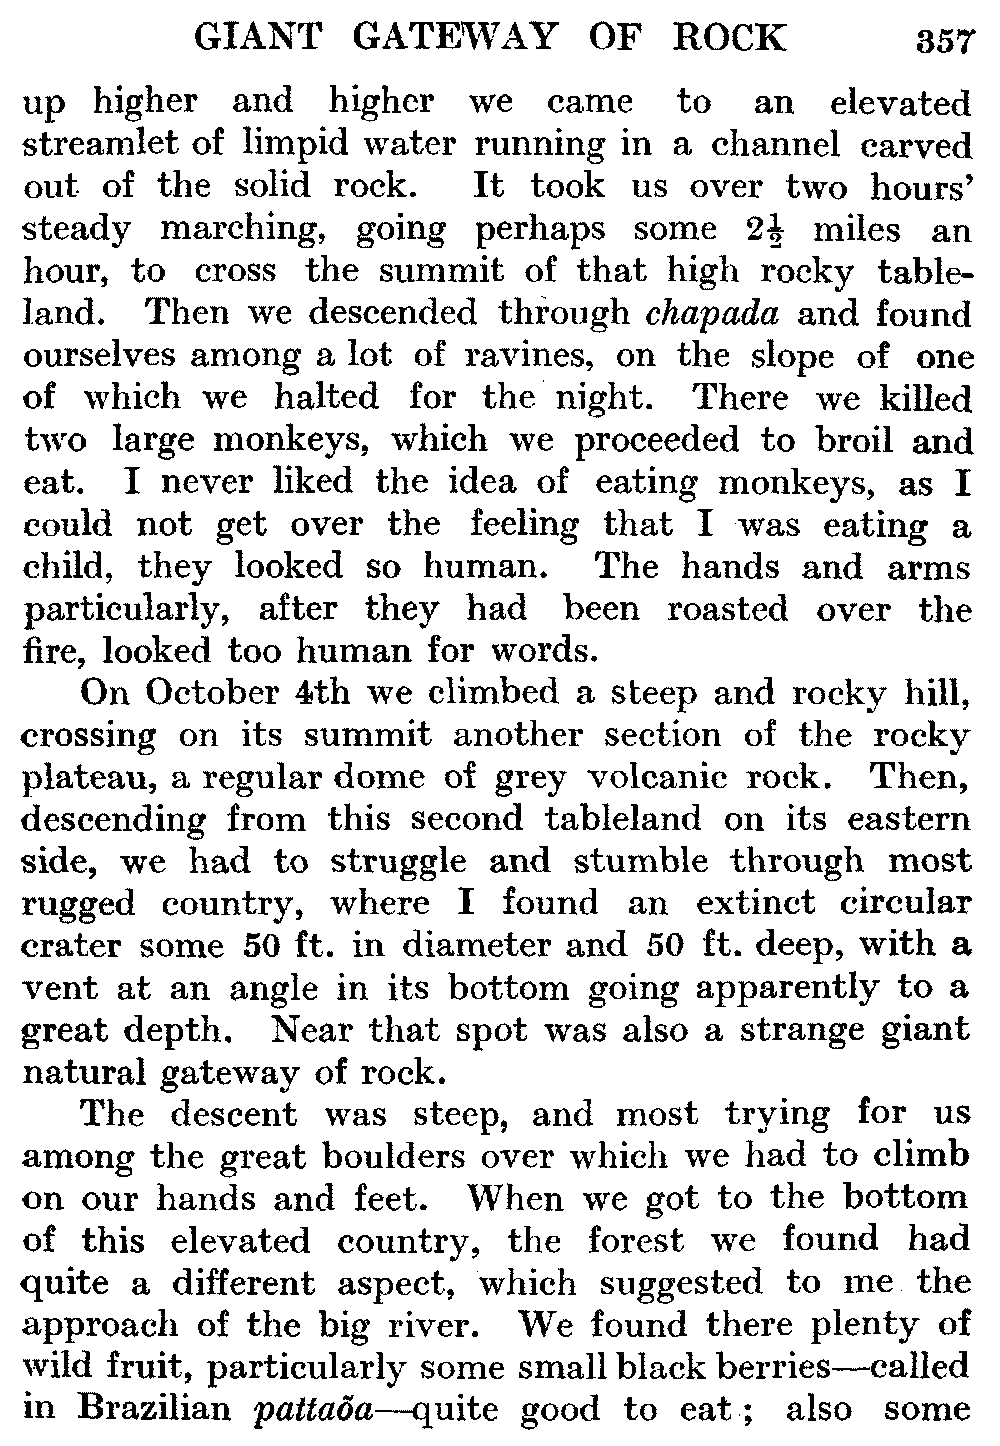 GIANT GATEWAY OF ROCK 357
up higher and higher we came to an elevated
streamlet of limpid water running in a channel carved
out of the solid rock. It took us over two hours'
steady marching, going perhaps some 2½ miles an
hour, to cross the summit of that high rocky table-
land. Then we descended through chapada and found
ourselves among a lot of ravines, on the slope of one
of which we halted for the night. There we killed
two large monkeys, which we proceeded to broil and
eat. I never liked the idea of eating monkeys, as I
could not get over the feeling that I was eating a
child, they looked so human. The hands and arms
particularly, after they had been roasted over the
fire, looked too human for words.
On October 4th we climbed a steep and rocky hill,
crossing on its summit another section of the rocky
plateau, a regular dome of grey volcanic rock. Then,
descending from this second tableland on its eastern
side, we had to struggle and stumble through most
rugged country, where I found an extinct circular
crater some 50 ft. in diameter and 50 ft. deep, with a
vent at an angle in its bottom going apparently to a
great depth. Near that spot was also a strange giant
natural gateway of rock.
The descent was steep, and most trying for us
among the great boulders over which we had to climb
on our hands and feet. When we got to the bottom
of this elevated country, the forest we found had
quite a different aspect, which suggested to me the
approach of the big river. We found there plenty of
wild fruit, particularly some small black berries—called
in Brazilian pattaõa—quite good to eat; also some